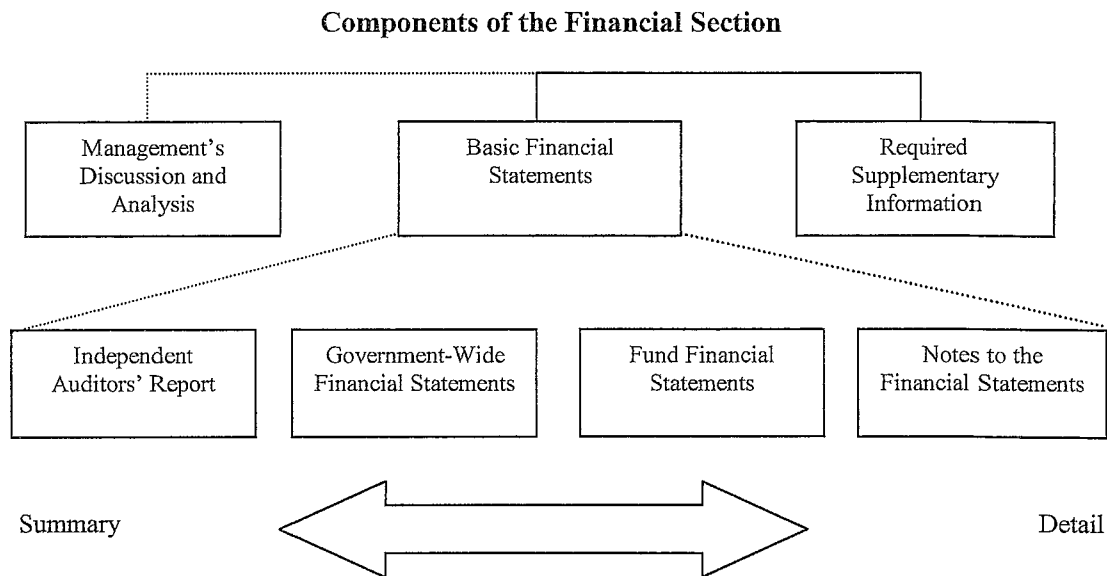 Components of the Financial Section
Management's
Discussion and
Analysis
Basic Financial
Statements
Required
Supplementary
Information
Independent
Auditors' Report
Government-Wide
Financial Statements
Fund Financial
Statements
Notes to the
Financial Statements
Summary
Detail